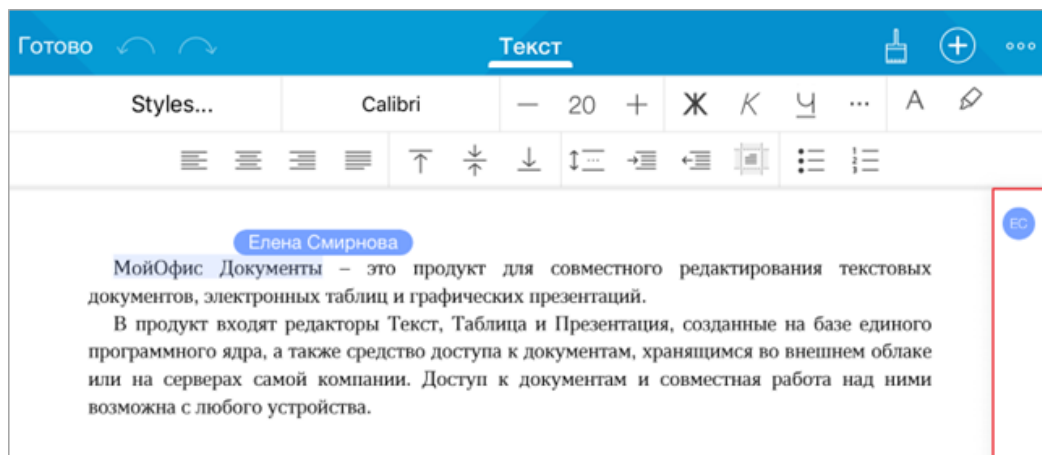 Готово Текст
Styles... Calibri — 20 + Ж К Ч ... A
ЕС
Елена Смирнова
МойОфис Документы – это продукт для совместного редактирования текстовых
документов, электронных таблиц и графических презентаций.
В продукт входят редакторы Текст, Таблица и Презентация, созданные на базе единого
программного ядра, а также средство доступа к документам, хранящимся во внешнем облаке
или на серверах самой компании. Доступ к документам и совместная работа над ними
возможна с любого устройства.